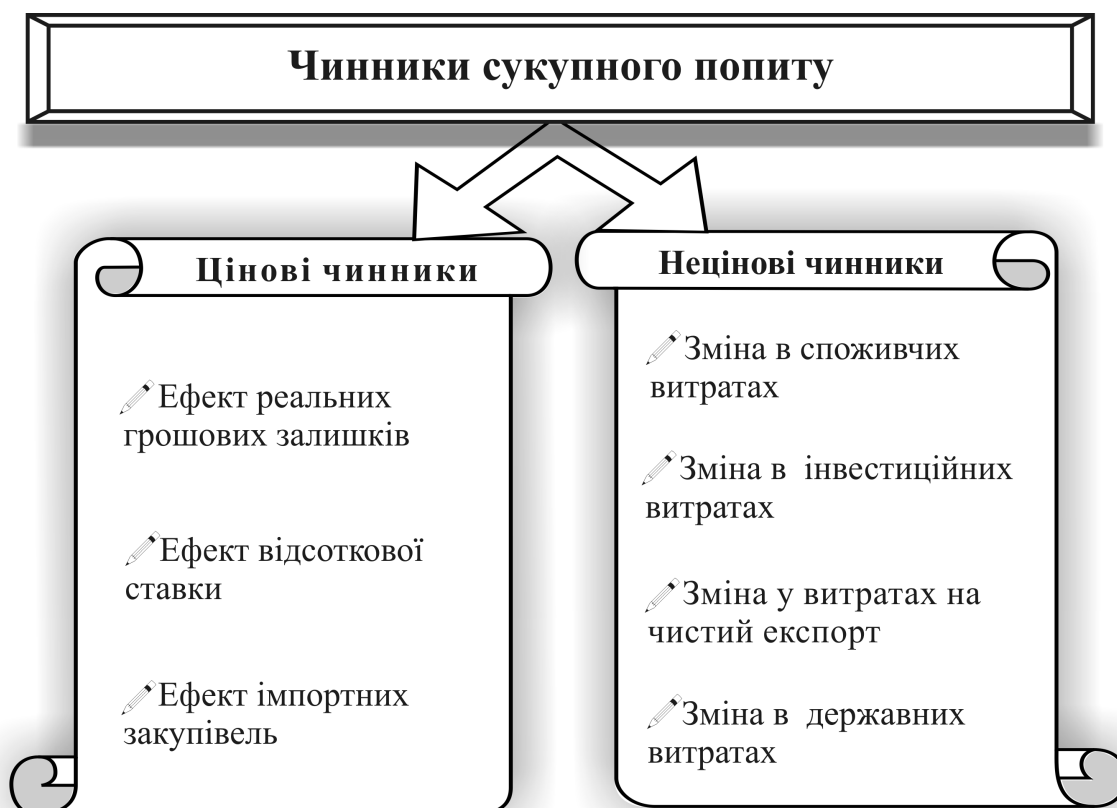 Чинники сукупного попиту
Цінові чинники
Ефект реальних
грошових залишків
Ефект відсоткової
ставки
Ефект імпортних
закупівель
Нецінові чинники
Зміна в споживчих
витратах
Зміна в інвестиційних
витратах
Зміна у витратах на
чистий експорт
Зміна в державних
витратах